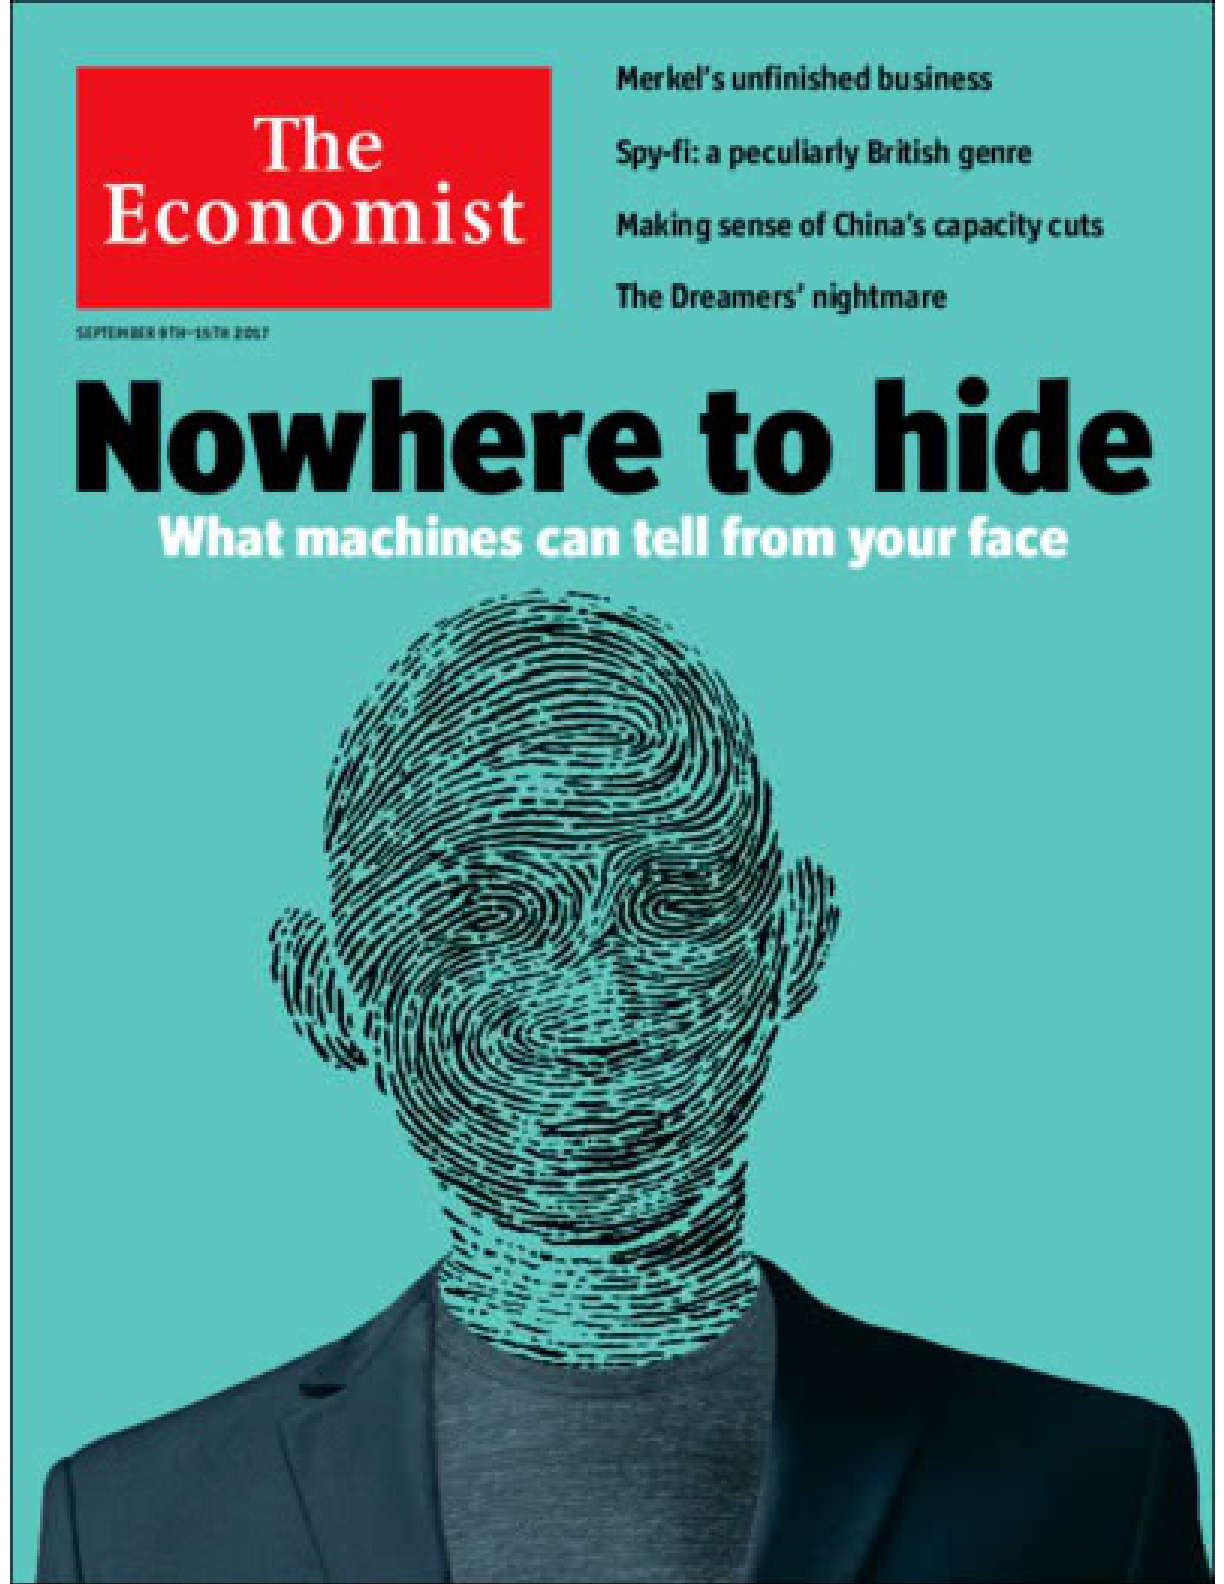 The
Economist
SEPTEMBER 9TH–15TH 2017
Merkel's unfinished business
Spy-fi: a peculiarly British genre
Making sense of China's capacity cuts
The Dreamers' nightmare
Nowhere to hide
What machines can tell from your face